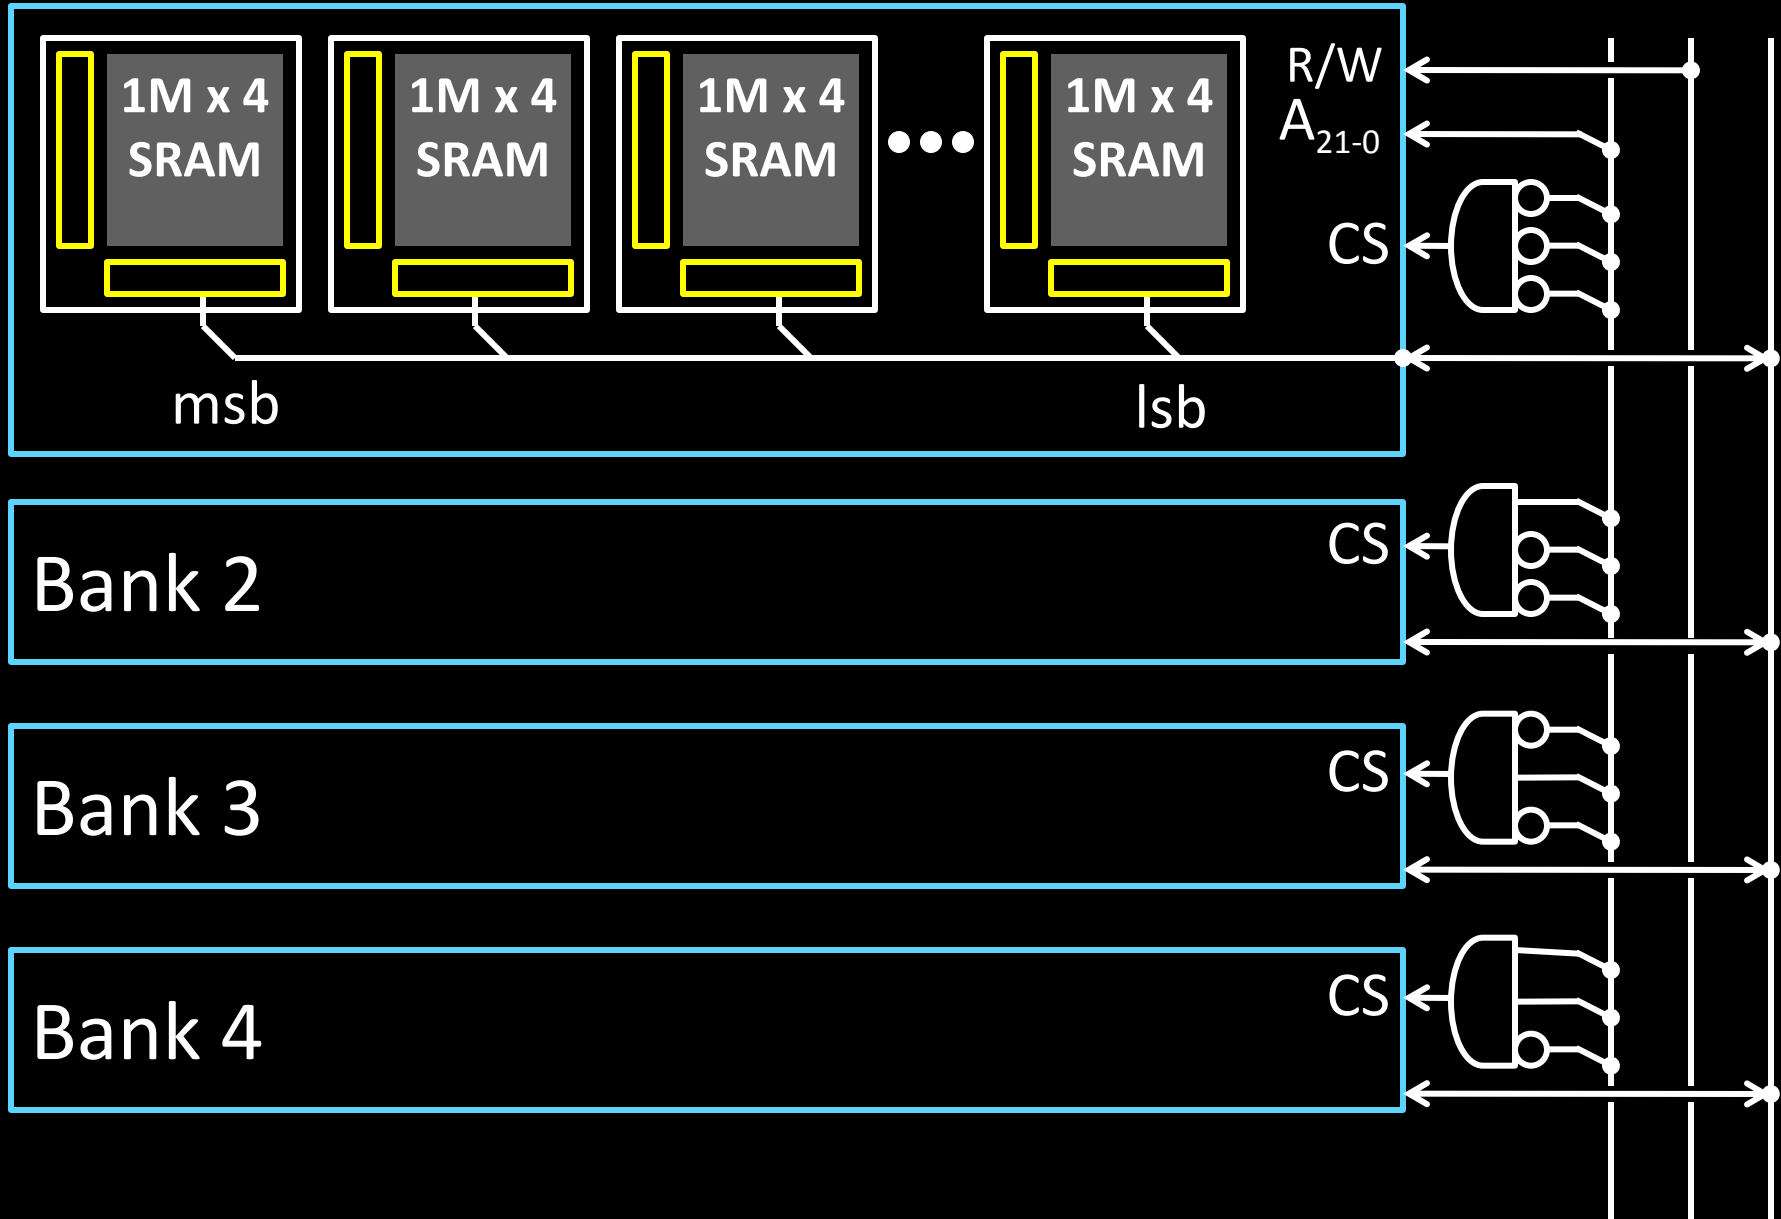 1M x 4
SRAM
1M x 4
SRAM
1M x 4
SRAM
1M x 4
SRAM
R/W
A21-0
CS
msb
lsb
Bank 2
CS
Bank 3
CS
Bank 4
CS